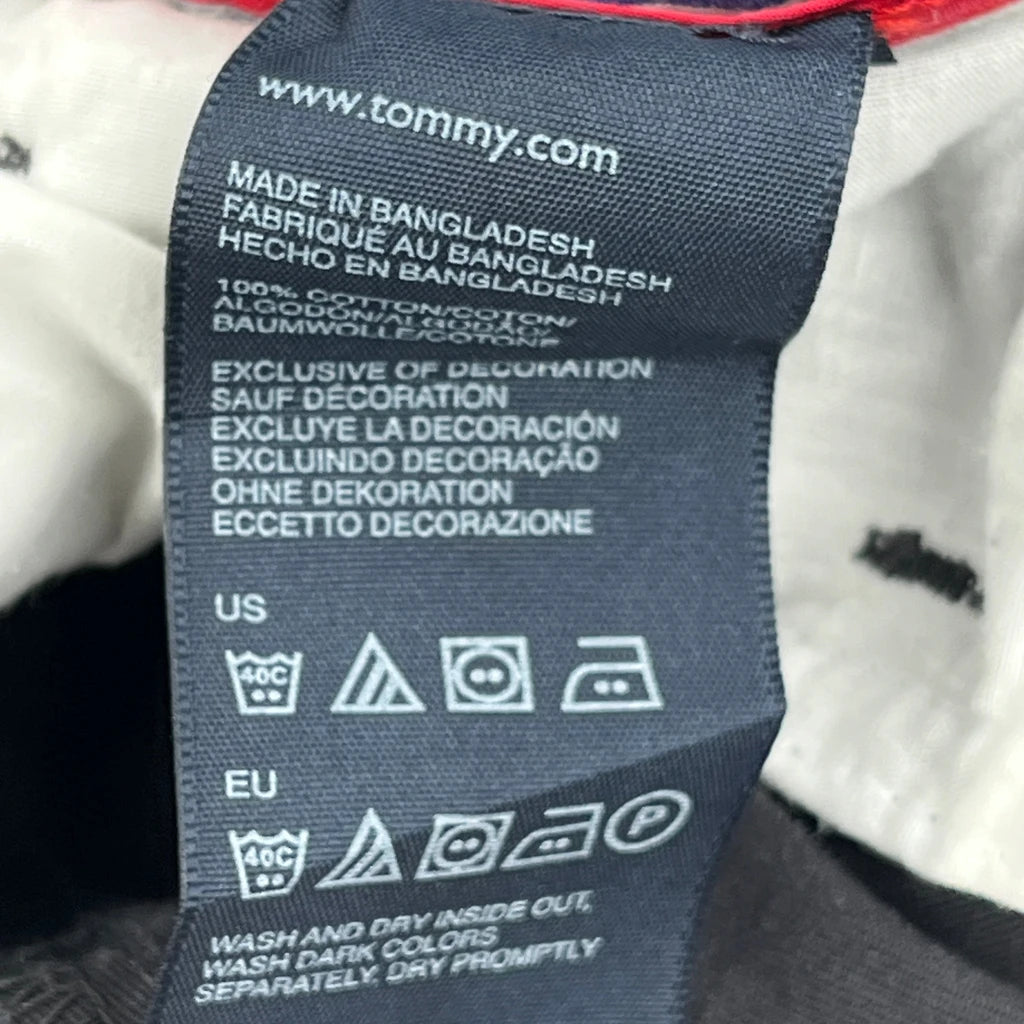 www.tommy.com
MADE IN BANGLADESH
FABRIQUÉ AU BANGLADESH
HECHO EN BANGLADESH
100% COTTON/COTON/
ALGODÓN/ALGODÃO/
BAUMWOLLE/COTONE
EXCLUSIVE OF DECORATION
SAUF DÉCORATION
EXCLUYE LA DECORACIÓN
EXCLUINDO DECORAÇÃO
OHNE DEKORATION
ECCETTO DECORAZIONE
US
40C
EU
40C P
WASH AND DRY INSIDE OUT,
WASH DARK COLORS
SEPARATELY, DRY PROMPTLY